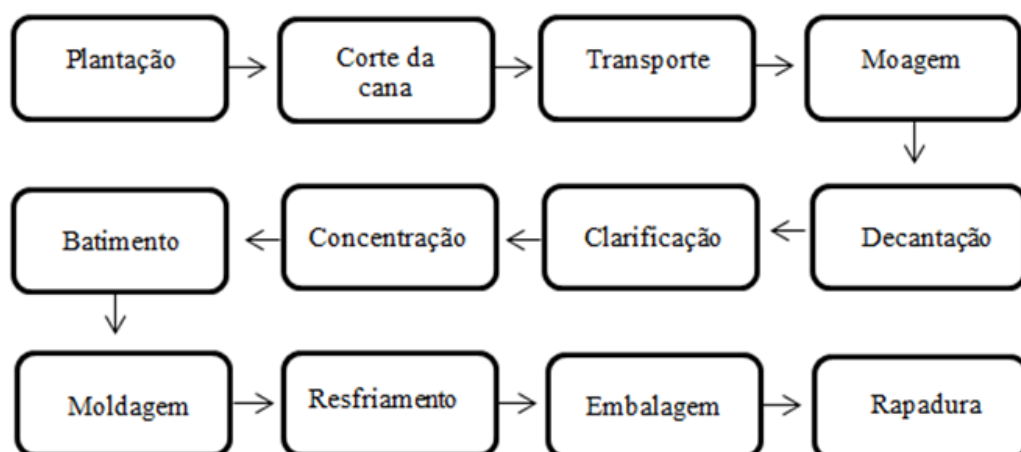 Plantação
Corte da
cana
Transporte
Moagem
Decantação
Clarificação
Concentração
Batimento
Moldagem
Resfriamento
Embalagem
Rapadura